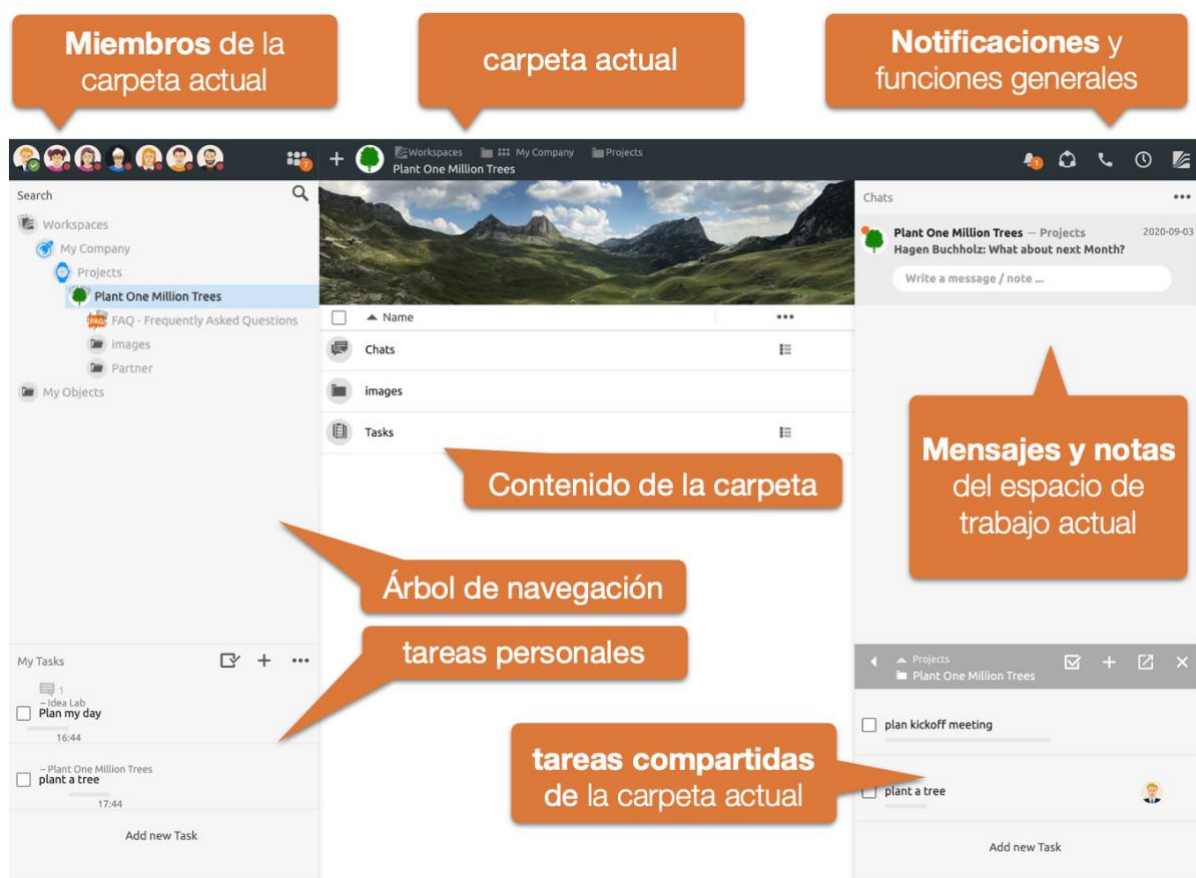 Miembros de la
carpeta actual
carpeta actual
Notificaciones y
funciones generales
+
Workspaces My Company Projects
Plant One Million Trees
Search
Workspaces
My Company
Projects
Plant One Million Trees
FAQ - Frequently Asked Questions
images
Partner
My Objects
Name
Chats
images
Tasks
Contenido de la carpeta
Árbol de navegación
tareas personales
Chats
Plant One Million Trees — Projects 2020-09-03
Hagen Buchholz: What about next Month?
Write a message / note ...
Mensajes y notas
del espacio de
trabajo actual
My Tasks
1
– Idea Lab
Plan my day
16:44
– Plant One Million Trees
plant a tree
17:44
Add new Task
tareas compartidas
de la carpeta actual
Projects
Plant One Million Trees
plan kickoff meeting
plant a tree
Add new Task